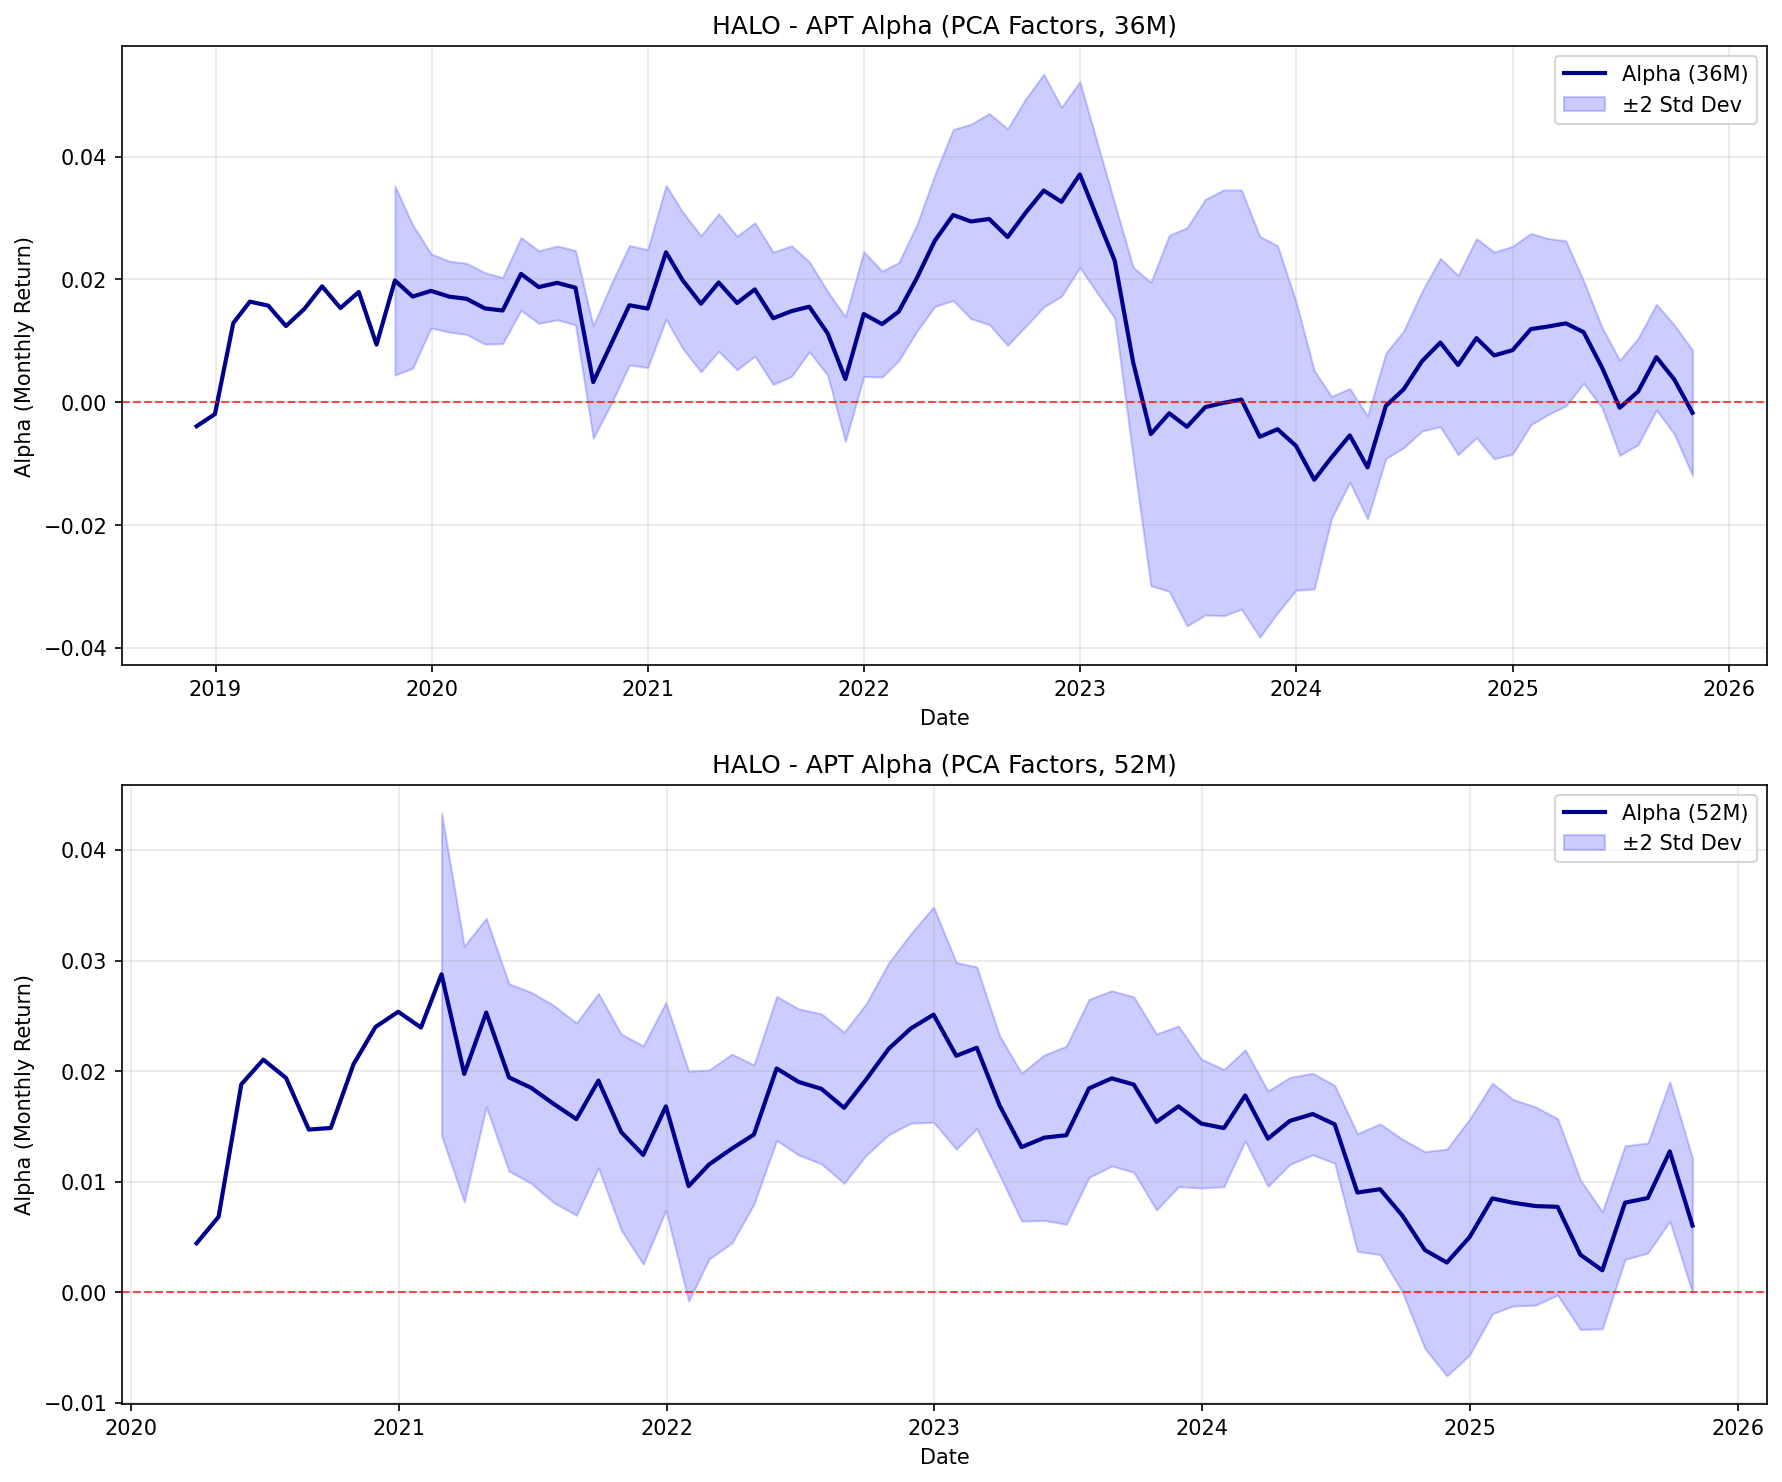 HALO - APT Alpha (PCA Factors, 36M)
Alpha (36M)
±2 Std Dev
Alpha (Monthly Return)
0.04
0.02
0.00
−0.02
−0.04
2019 2020 2021 2022 2023 2024 2025 2026
Date
HALO - APT Alpha (PCA Factors, 52M)
Alpha (52M)
±2 Std Dev
Alpha (Monthly Return)
0.04
0.03
0.02
0.01
0.00
−0.01
2020 2021 2022 2023 2024 2025 2026
Date